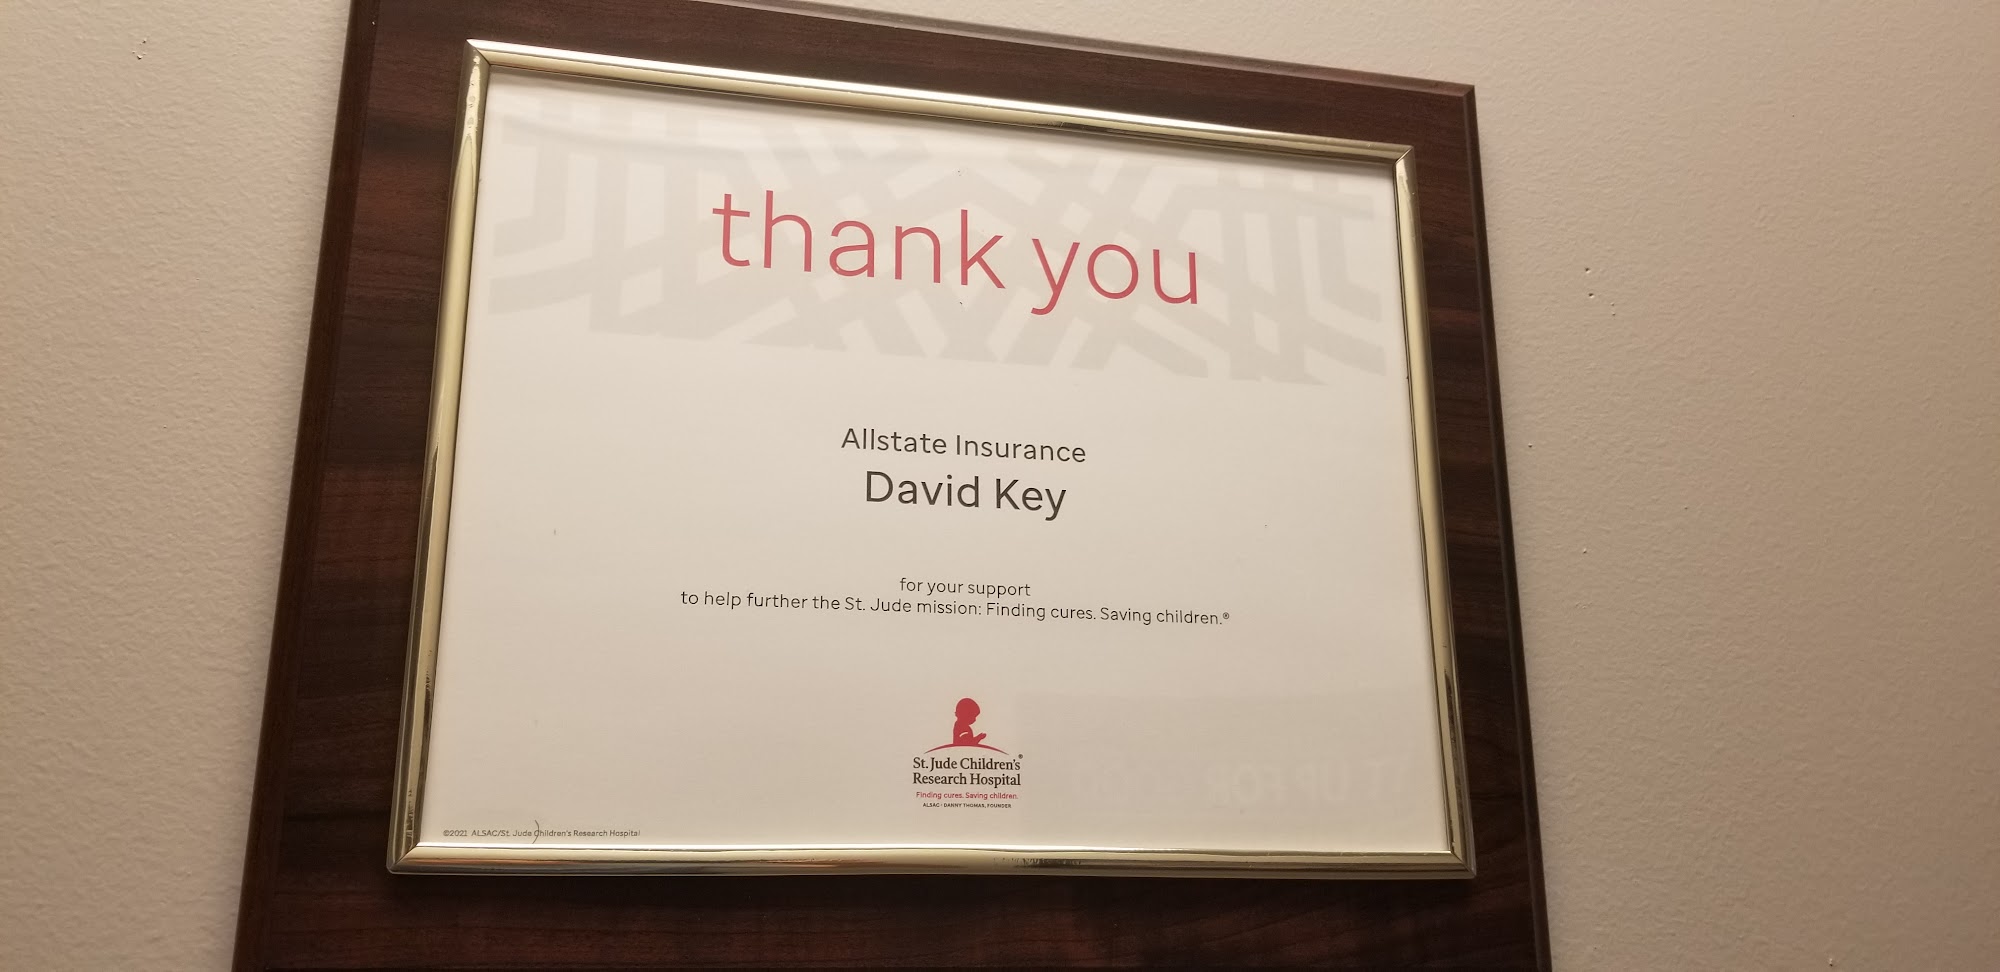 thank you
Allstate Insurance
David Key
for your support
to help further the St. Jude mission: Finding cures. Saving children.®
St. Jude Children's®
Research Hospital
Finding cures. Saving children.
ALSAC • DANNY THOMAS, FOUNDER
©2021 ALSAC/St. Jude Children's Research Hospital